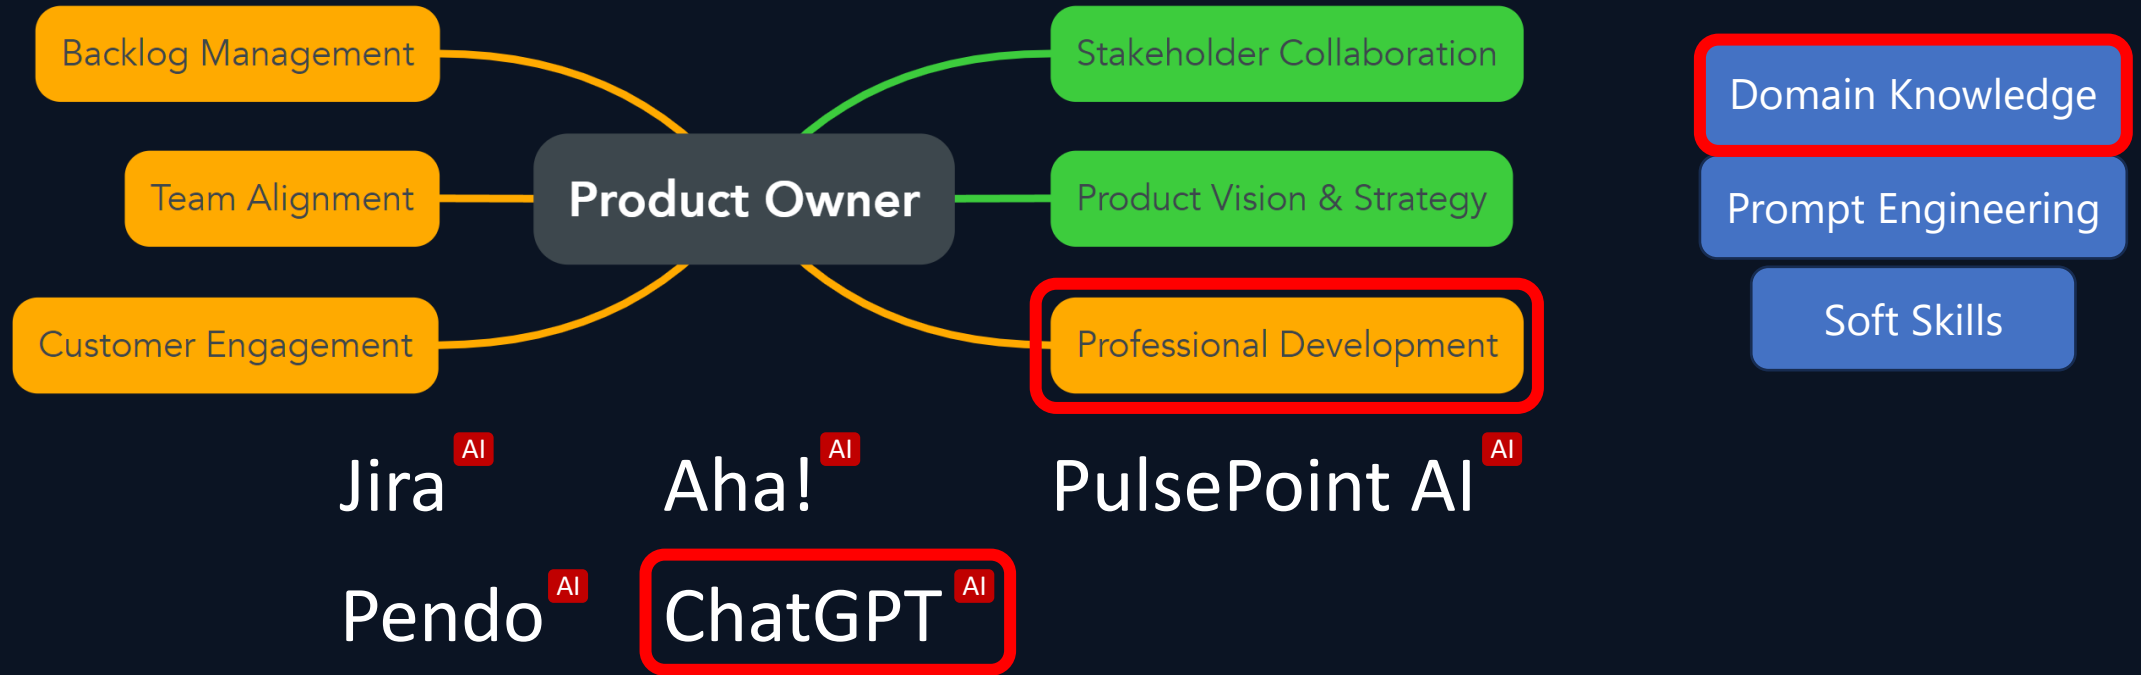 Backlog Management
Stakeholder Collaboration
Domain Knowledge
Team Alignment
Product Owner
Product Vision & Strategy
Prompt Engineering
Customer Engagement
Professional Development
Soft Skills
Jira AI
Aha! AI
PulsePoint AI AI
Pendo AI
ChatGPT AI